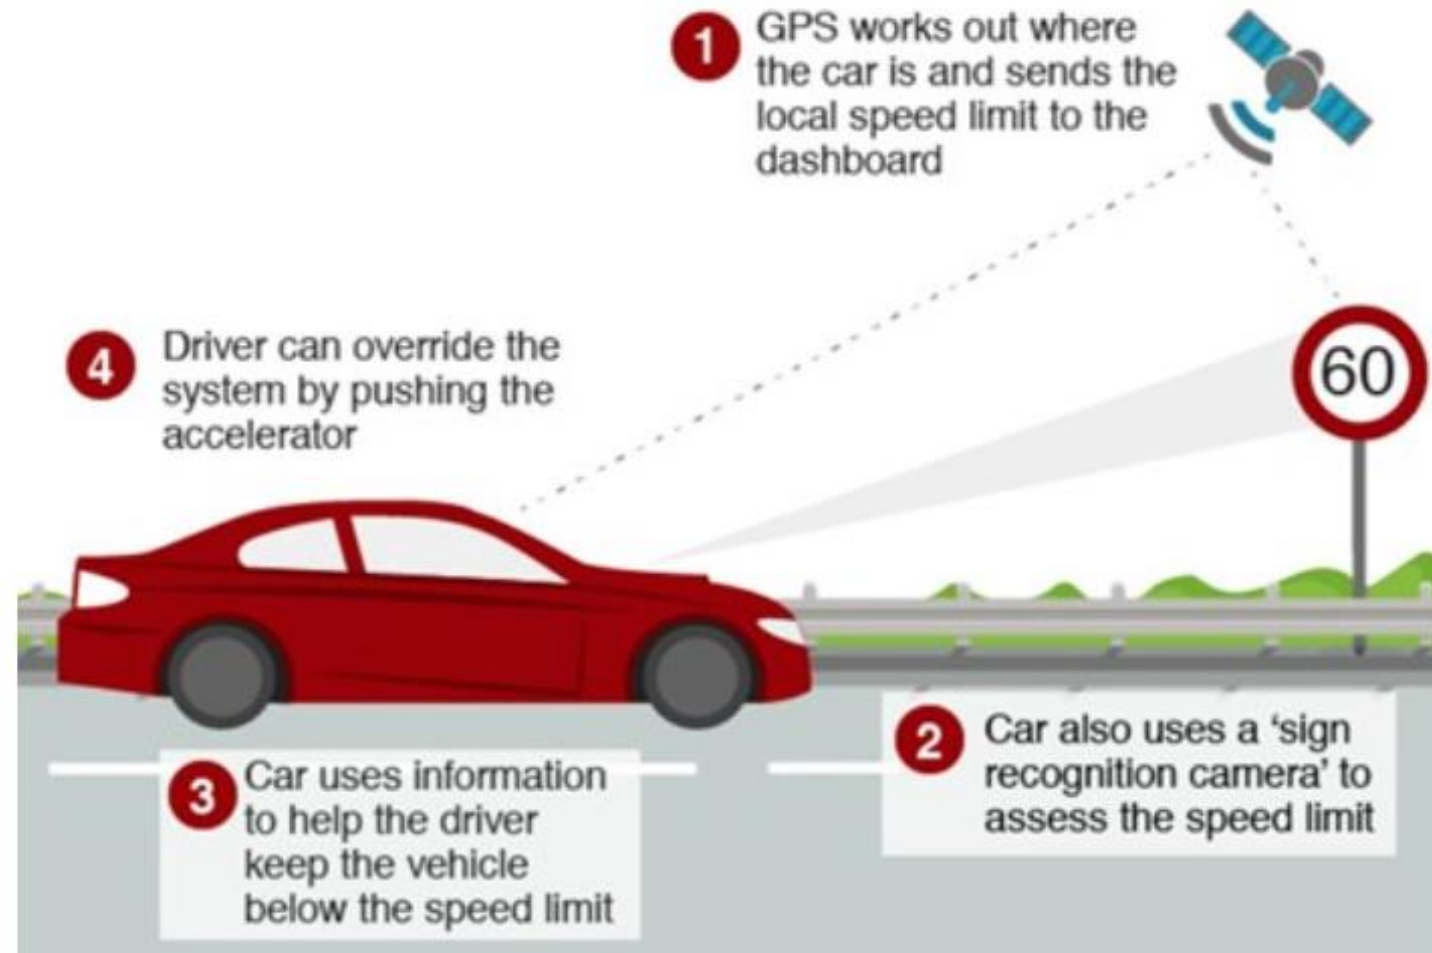 1
GPS works out where
the car is and sends the
local speed limit to the
dashboard
60
4
Driver can override the
system by pushing the
accelerator
2
Car also uses a ‘sign
recognition camera’ to
assess the speed limit
3
Car uses information
to help the driver
keep the vehicle
below the speed limit